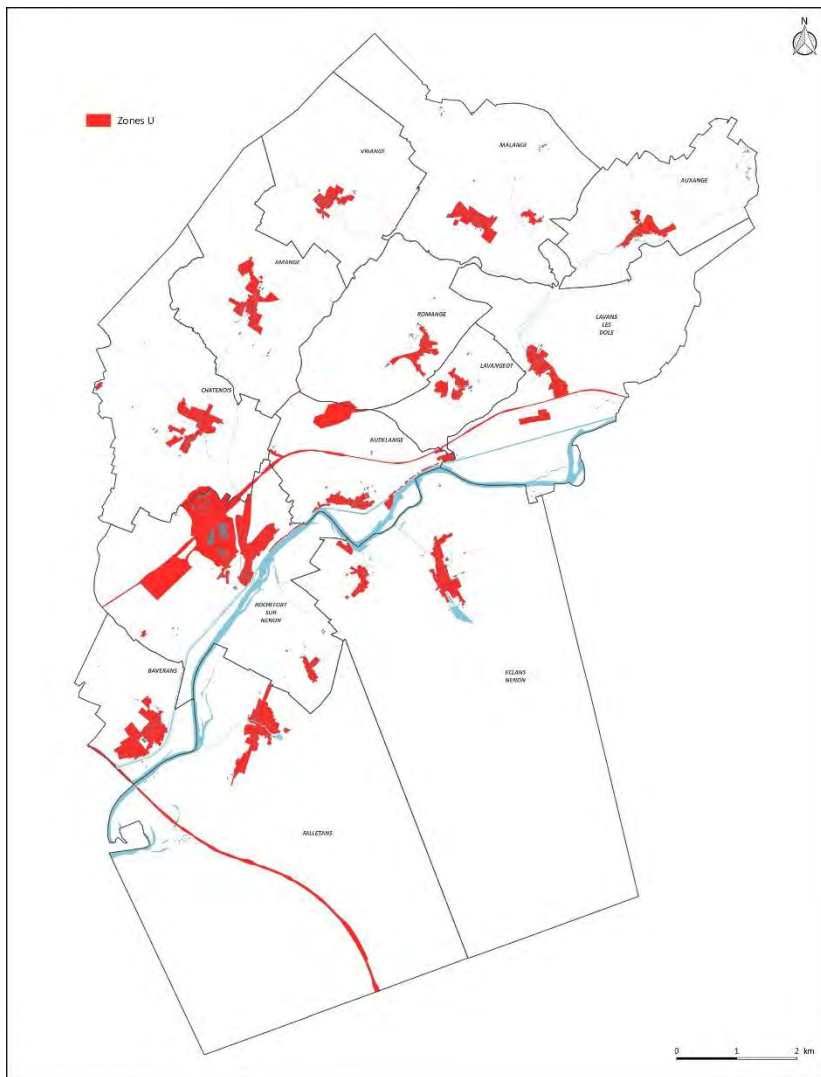 N
Zones U
VRIANGE
MALANGE
AUXANGE
AMANGE
ROMANGE
LAVANS
LES
DOLE
LAVANGEOT
CHATENOIS
AUDELANGE
ROCHEFORT
SUR
NENON
BAVERANS
ECLANS
NENON
FALLETANS
0 1 2 km